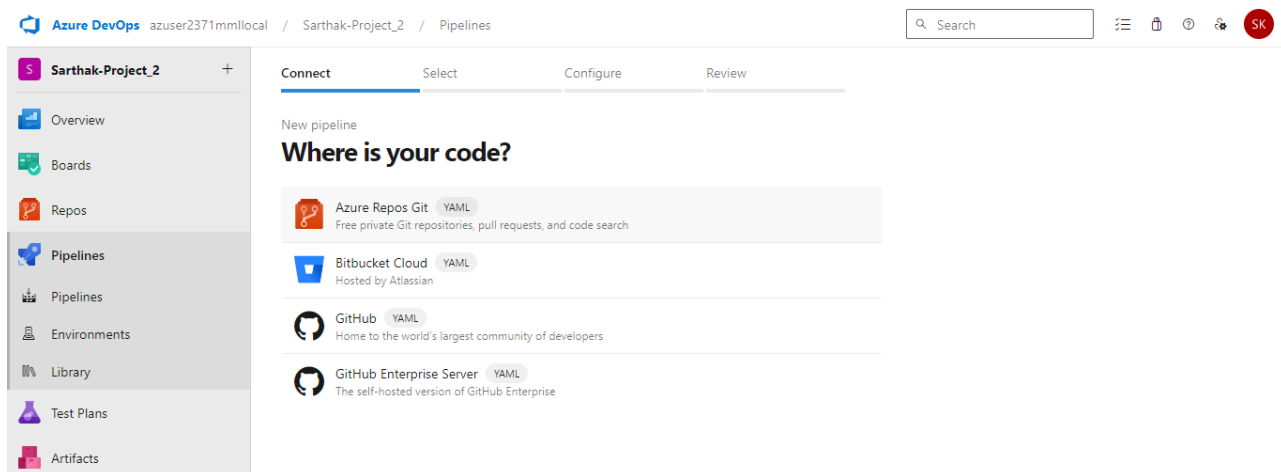 Azure DevOps azuser2371mmllocal / Sarthak-Project_2 / Pipelines
Search
SK
S Sarthak-Project_2 +
Overview
Boards
Repos
Pipelines
Pipelines
Environments
Library
Test Plans
Artifacts
Connect Select Configure Review
New pipeline
Where is your code?
Azure Repos Git YAML
Free private Git repositories, pull requests, and code search
Bitbucket Cloud YAML
Hosted by Atlassian
GitHub YAML
Home to the world's largest community of developers
GitHub Enterprise Server YAML
The self-hosted version of GitHub Enterprise